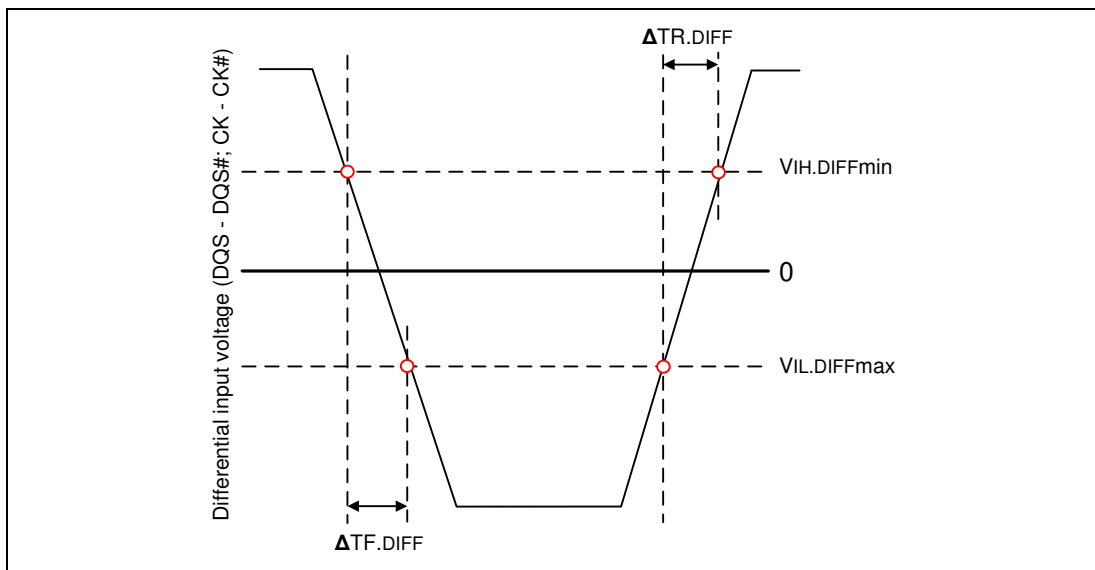 ΔTR.DIFF
Differential input voltage (DQS - DQS#; CK - CK#)
VIH.DIFFmin
0
VIL.DIFFmax
ΔTF.DIFF